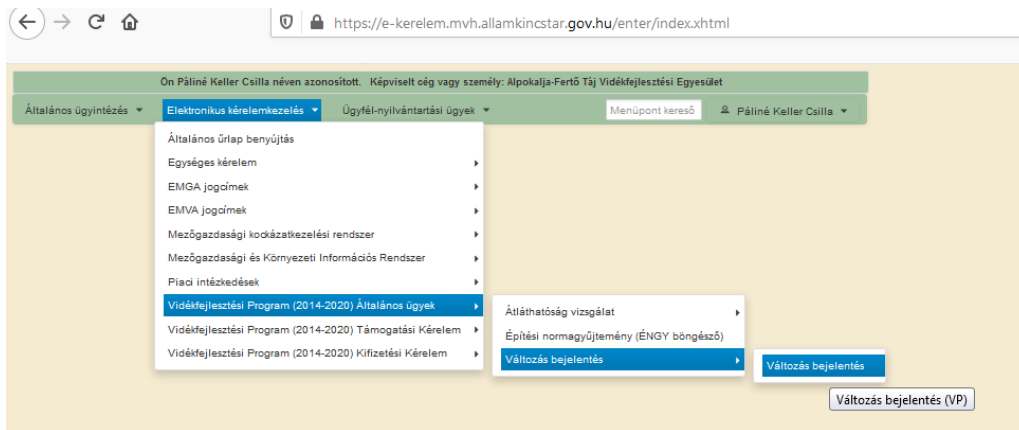 https://e-kerelem.mvh.allamkincstar.gov.hu/enter/index.xhtml
Ön Páliné Keller Csilla néven azonosított. Képviselt cég vagy személy: Alpokalja-Fertő Táj Vidékfejlesztési Egyesület
Általános ügyintézés Elektronikus kérelemkezelés Ügyfél-nyilvántartási ügyek Menüpont kereső Páliné Keller Csilla
Általános űrlap benyújtás
Egységes kérelem
EMGA jogcímek
EMVA jogcímek
Mezőgazdasági kockázatkezelési rendszer
Mezőgazdasági és Környezeti Információs Rendszer
Piaci intézkedések
Vidékfejlesztési Program (2014-2020) Általános ügyek
Vidékfejlesztési Program (2014-2020) Támogatási Kérelem
Vidékfejlesztési Program (2014-2020) Kifizetési Kérelem
Átláthatóság vizsgálat
Építési normagyűjtemény (ÉNGY böngésző)
Változás bejelentés
Változás bejelentés
Változás bejelentés (VP)